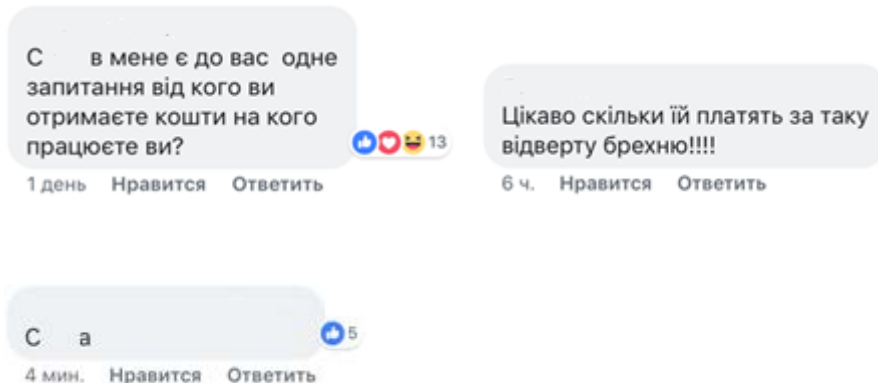 С в мене є до вас одне
запитання від кого ви
отримаєте кошти на кого
працюєте ви?
13
1 день Нравится Ответить
Цікаво скільки їй платять за таку
відверту брехню!!!!
6 ч. Нравится Ответить
С а
5
4 мин. Нравится Ответить